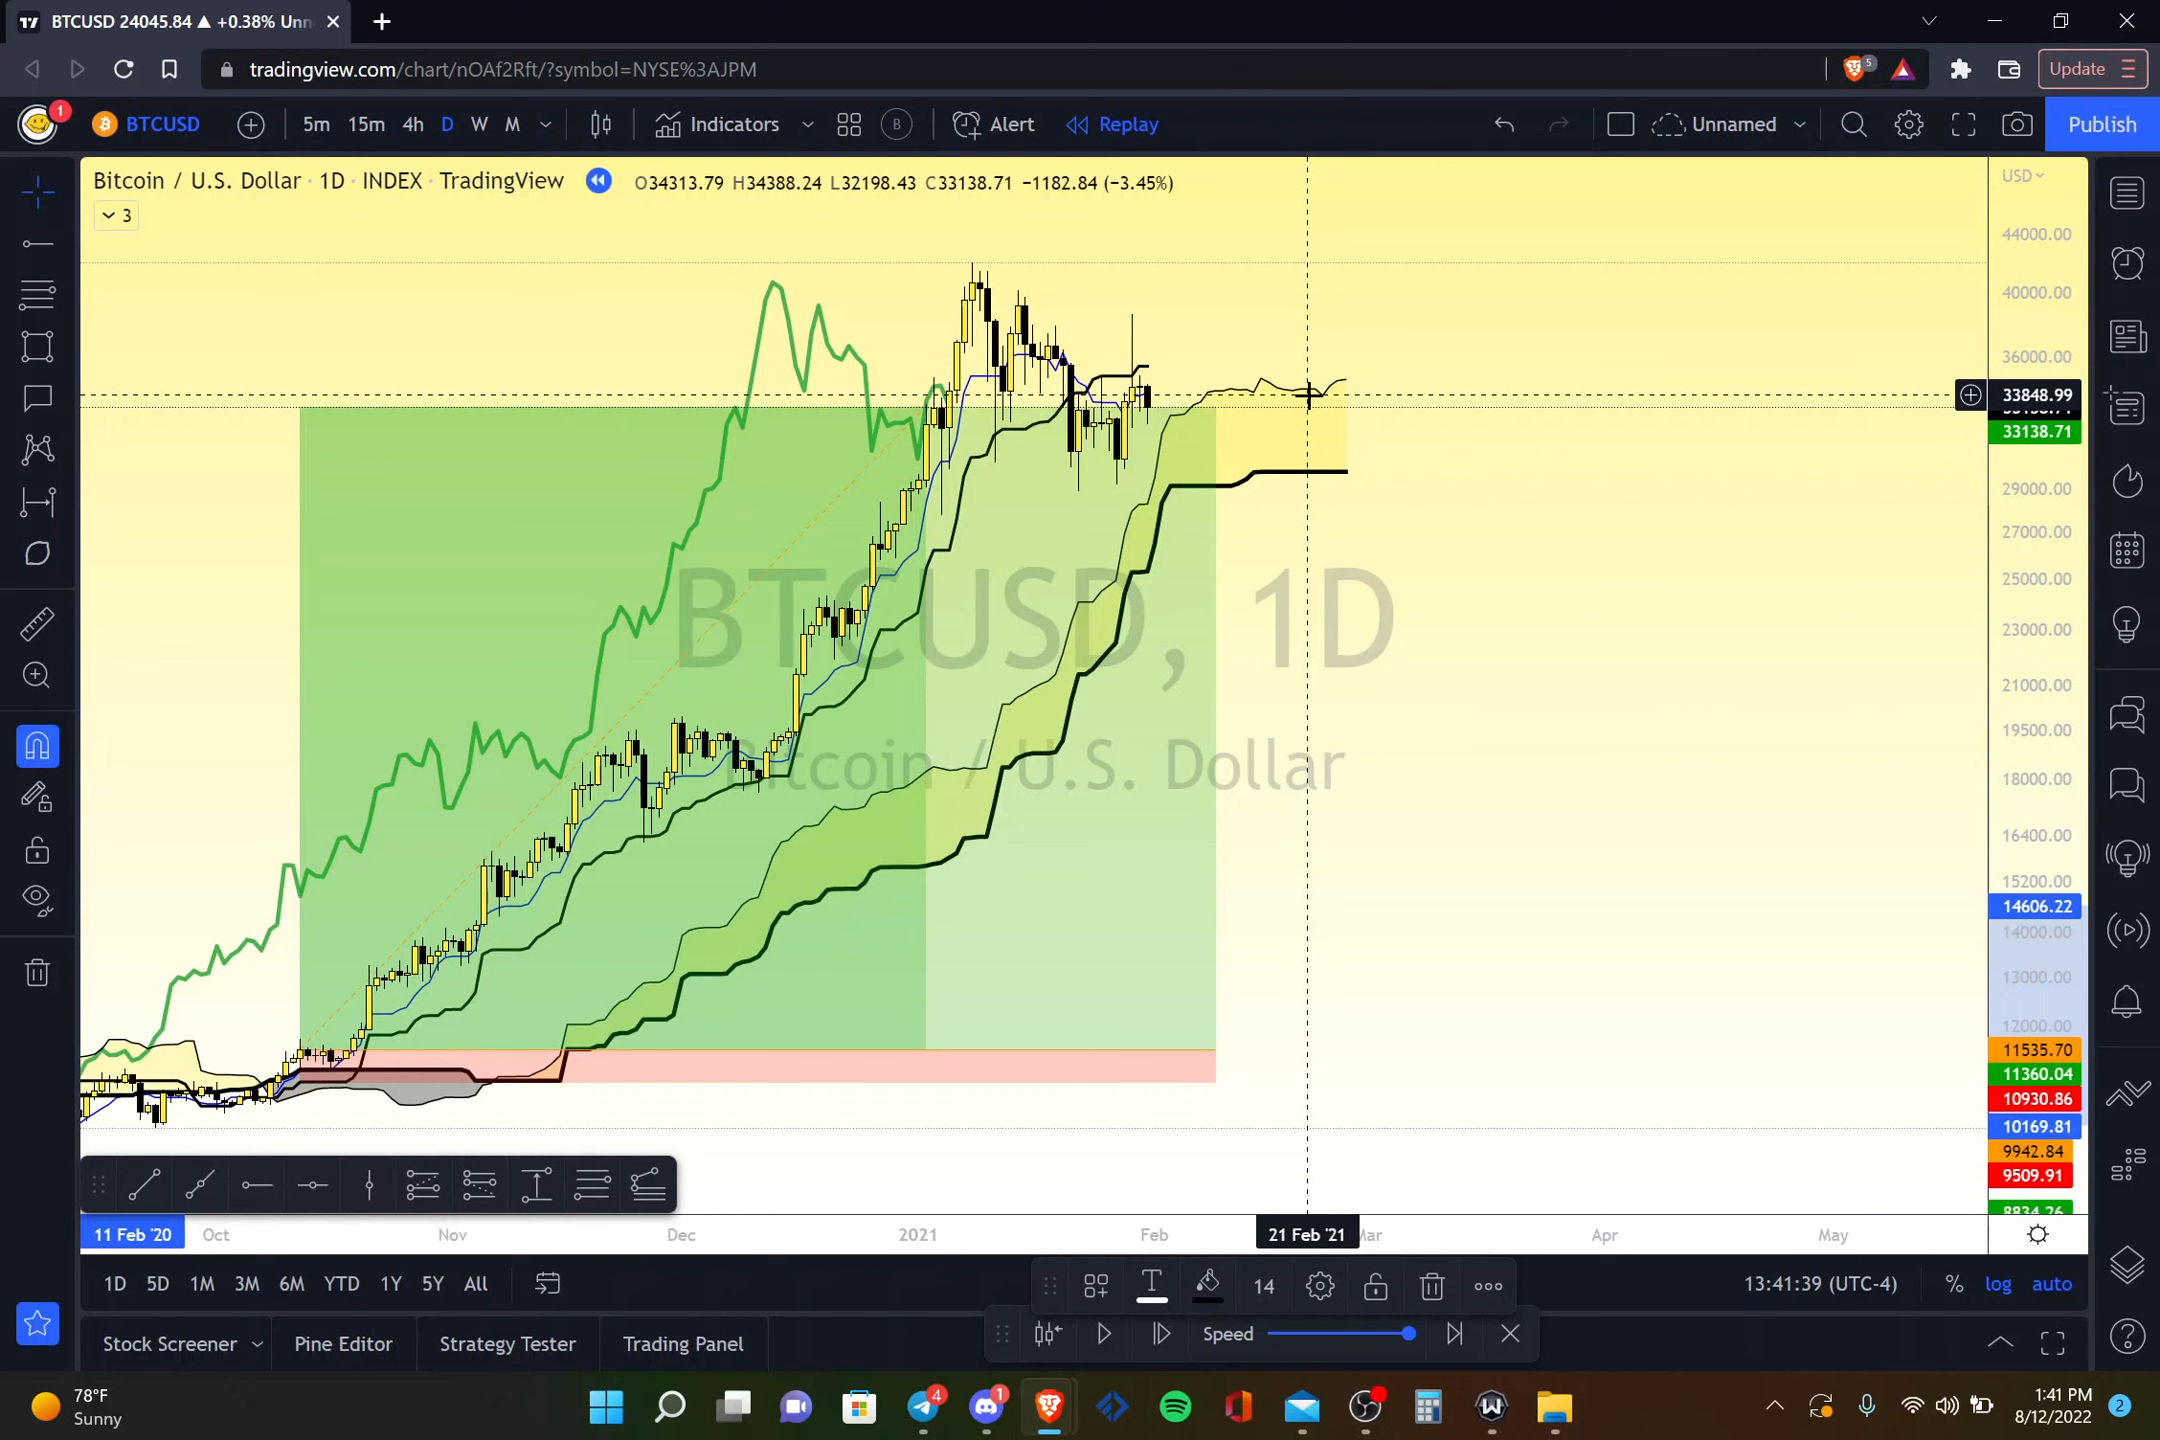 BTCUSD 24045.84 ▲ +0.38% Unn
tradingview.com/chart/nOAf2Rft/?symbol=NYSE%3AJPM
5
Update
1
BTCUSD
5m
15m
4h
D
W
M
Indicators
B
Alert
Replay
Unnamed
Publish
Bitcoin / U.S. Dollar · 1D · INDEX · TradingView
O34313.79 H34388.24 L32198.43 C33138.71 −1182.84 (−3.45%)
3
USD
44000.00
40000.00
36000.00
33848.99
33138.71
29000.00
27000.00
25000.00
23000.00
21000.00
19500.00
18000.00
16400.00
15200.00
14606.22
14000.00
13000.00
12000.00
11535.70
11360.04
10930.86
10169.81
9942.84
9509.91
8834.26
BTCUSD, 1D
Bitcoin / U.S. Dollar
11 Feb '20
Oct
Nov
Dec
2021
Feb
21 Feb '21
Mar
Apr
May
1D
5D
1M
3M
6M
YTD
1Y
5Y
All
T
14
13:41:39 (UTC-4)
%
log
auto
Stock Screener
Pine Editor
Strategy Tester
Trading Panel
Speed
78°F
Sunny
4
1
1:41 PM
8/12/2022
2